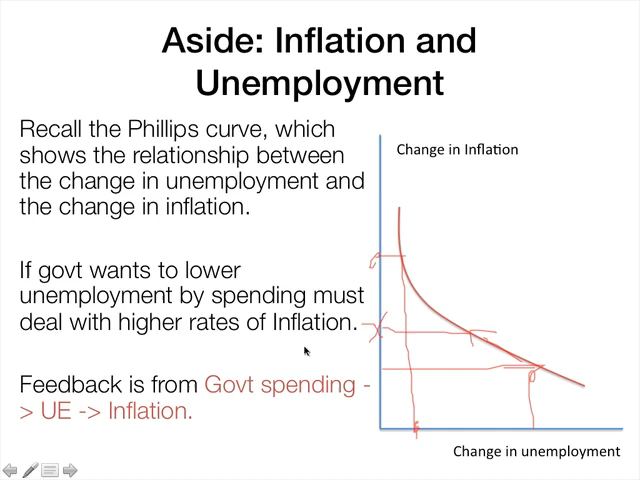 Aside: Inflation and
Unemployment
Recall the Phillips curve, which
shows the relationship between
the change in unemployment and
the change in inflation.
If govt wants to lower
unemployment by spending must
deal with higher rates of Inflation.
Feedback is from Govt spending -
> UE -> Inflation.
Change in Inflation
Change in unemployment